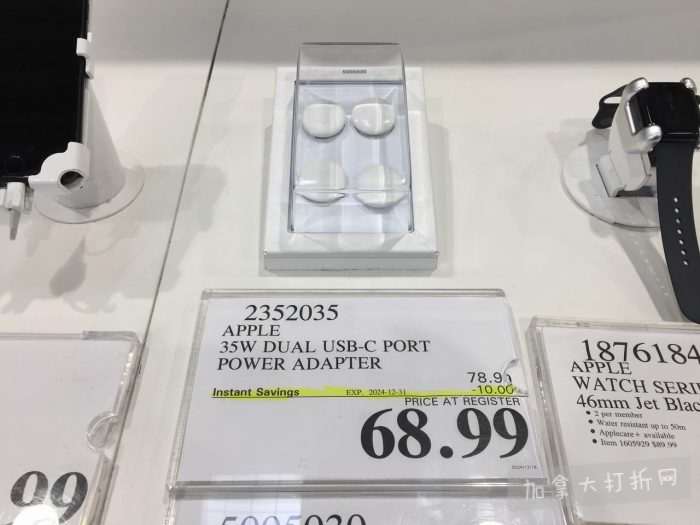 2352035
APPLE
35W DUAL USB-C PORT
POWER ADAPTER
78.99
Instant Savings EXP. 2024-12-31 -10.00
PRICE AT REGISTER
68.99
99
1876184
APPLE
WATCH SERI
46mm Jet Blac
• 2 per member
• Water resistant up to 50m
• Applecare+ available
• Item 1605929 $89.99
加拿大打折网